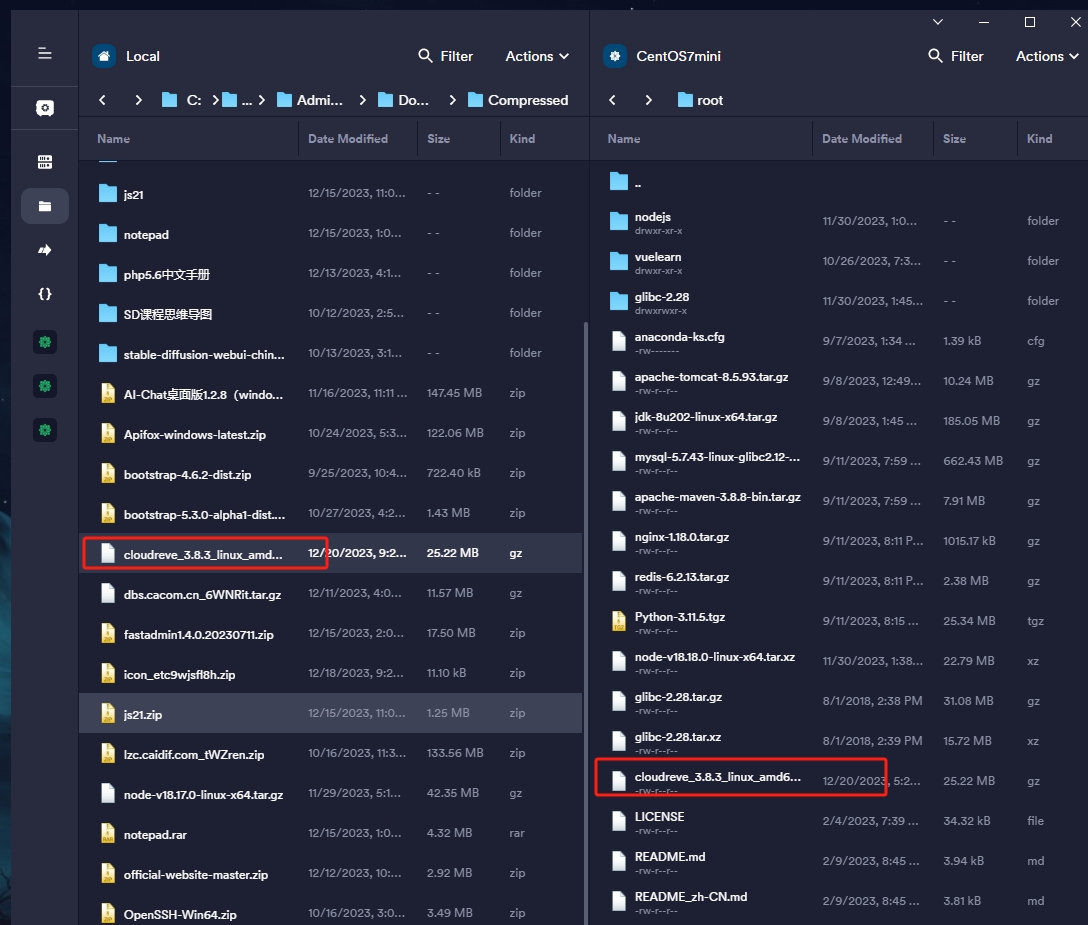 Local
Filter
Actions
C:
...
Admi...
Do...
Compressed
Name
Date Modified
Size
Kind
js21
12/15/2023, 11:0...
- -
folder
notepad
12/15/2023, 1:0...
- -
folder
php5.6中文手册
12/13/2023, 4:1...
- -
folder
SD课程思维导图
10/12/2023, 2:5...
- -
folder
stable-diffusion-webui-chin...
10/13/2023, 3:1...
- -
folder
AI-Chat桌面版1.2.8（windo...
11/16/2023, 11:11 ...
147.45 MB
zip
Apifox-windows-latest.zip
10/24/2023, 5:3...
122.06 MB
zip
bootstrap-4.6.2-dist.zip
9/25/2023, 10:4...
722.40 kB
zip
bootstrap-5.3.0-alpha1-dist....
10/27/2023, 4:2...
1.43 MB
zip
cloudreve_3.8.3_linux_amd...
12/20/2023, 9:2...
25.22 MB
gz
dbs.cacom.cn_6WNRit.tar.gz
12/11/2023, 4:0...
11.57 MB
gz
fastadmin1.4.0.20230711.zip
12/15/2023, 2:0...
17.50 MB
zip
icon_etc9wjsfl8h.zip
12/18/2023, 9:2...
11.10 kB
zip
js21.zip
12/15/2023, 11:0...
1.25 MB
zip
lzc.caidif.com_tWZren.zip
10/16/2023, 11:3...
133.56 MB
zip
node-v18.17.0-linux-x64.tar.gz
11/29/2023, 5:1...
42.35 MB
gz
notepad.rar
12/15/2023, 1:0...
4.32 MB
rar
official-website-master.zip
12/12/2023, 10:...
2.92 MB
zip
OpenSSH-Win64.zip
10/16/2023, 3:0...
3.49 MB
zip
CentOS7mini
Filter
Actions
root
Name
Date Modified
Size
Kind
..
nodejs
drwxr-xr-x
11/30/2023, 1:0...
- -
folder
vuelearn
drwxr-xr-x
10/26/2023, 7:3...
- -
folder
glibc-2.28
drwxrwxr-x
11/30/2023, 1:45...
- -
folder
anaconda-ks.cfg
-rw-------
9/7/2023, 1:34 ...
1.39 kB
cfg
apache-tomcat-8.5.93.tar.gz
-rw-r--r--
9/8/2023, 12:49...
10.24 MB
gz
jdk-8u202-linux-x64.tar.gz
-rw-r--r--
9/8/2023, 1:45 ...
185.05 MB
gz
mysql-5.7.43-linux-glibc2.12-...
-rw-r--r--
9/11/2023, 7:59 ...
662.43 MB
gz
apache-maven-3.8.8-bin.tar.gz
-rw-r--r--
9/11/2023, 7:59 ...
7.91 MB
gz
nginx-1.18.0.tar.gz
-rw-r--r--
9/11/2023, 8:11 P...
1015.17 kB
gz
redis-6.2.13.tar.gz
-rw-r--r--
9/11/2023, 8:11 P...
2.38 MB
gz
Python-3.11.5.tgz
-rw-r--r--
9/11/2023, 8:15 ...
25.34 MB
tgz
node-v18.18.0-linux-x64.tar.xz
-rw-r--r--
11/30/2023, 1:38...
22.79 MB
xz
glibc-2.28.tar.gz
-rw-r--r--
8/1/2018, 2:38 PM
31.08 MB
gz
glibc-2.28.tar.xz
-rw-r--r--
8/1/2018, 2:39 PM
15.72 MB
xz
cloudreve_3.8.3_linux_amd6...
-rw-r--r--
12/20/2023, 5:2...
25.22 MB
gz
LICENSE
-rw-r--r--
2/4/2023, 7:39 ...
34.32 kB
file
README.md
-rw-r--r--
2/9/2023, 8:45 ...
3.94 kB
md
README_zh-CN.md
-rw-r--r--
2/9/2023, 8:45 ...
3.81 kB
md